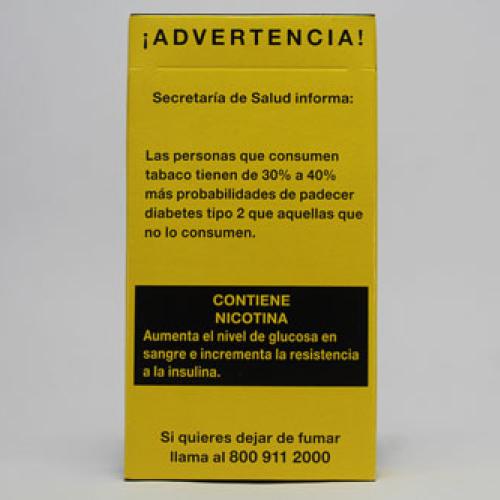 ¡ADVERTENCIA!
Secretaría de Salud informa:
Las personas que consumen
tabaco tienen de 30% a 40%
más probabilidades de padecer
diabetes tipo 2 que aquellas que
no lo consumen.
CONTIENE
NICOTINA
Aumenta el nivel de glucosa en
sangre e incrementa la resistencia
a la insulina.
Si quieres dejar de fumar
llama al 800 911 2000